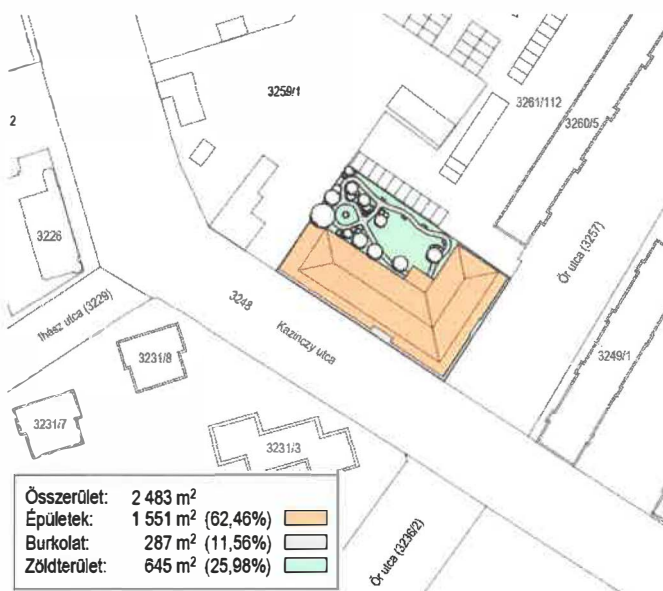 3259/1
3261/112
2
3260/5
3226
Őr utca (3257)
3248
Ihász utca (3229)
Kazinczy utca
3231/8
3249/1
3231/7
3231/3
Összerület: 2 483 m²
Épületek: 1 551 m² (62,46%)
Burkolat: 287 m² (11,56%)
Zöldterület: 645 m² (25,98%)
Őr utca (3236/2)